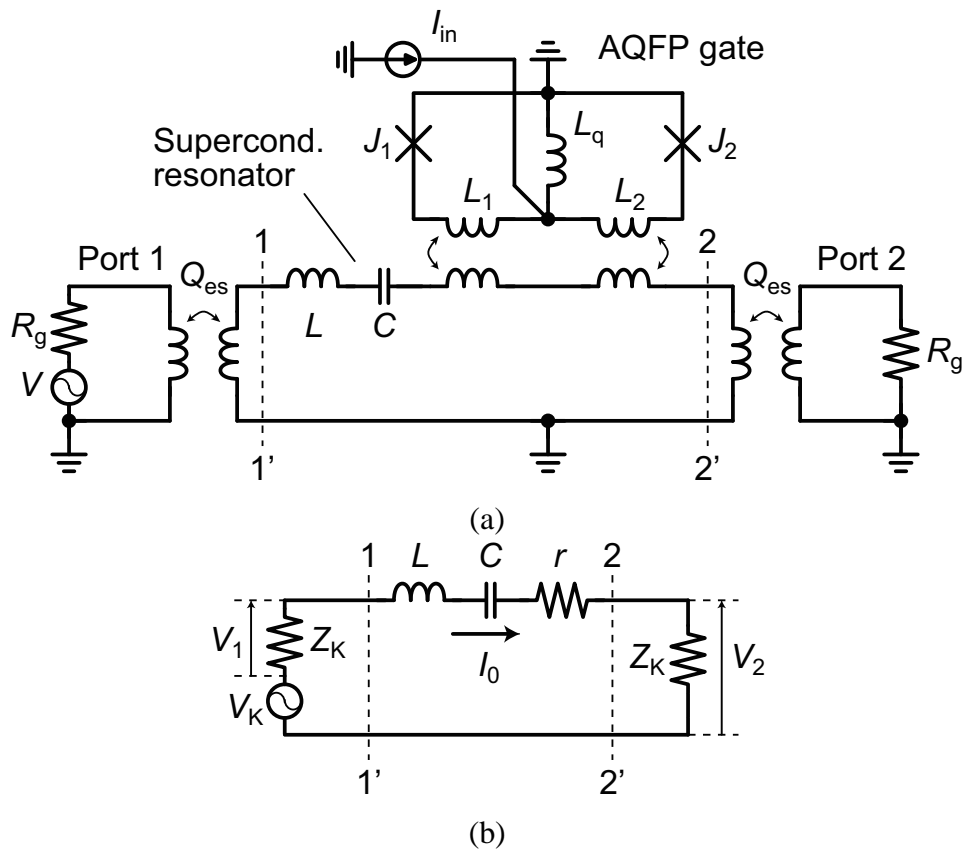 I_in
AQFP gate
J_1
L_q
J_2
Supercond.
resonator
L_1
L_2
1
2
Port 1
Q_es
Q_es
Port 2
R_g
L
C
R_g
V
1’
2’
(a)
1
L
C
r
2
V_1
Z_K
I_0
Z_K
V_2
V_K
1’
2’
(b)